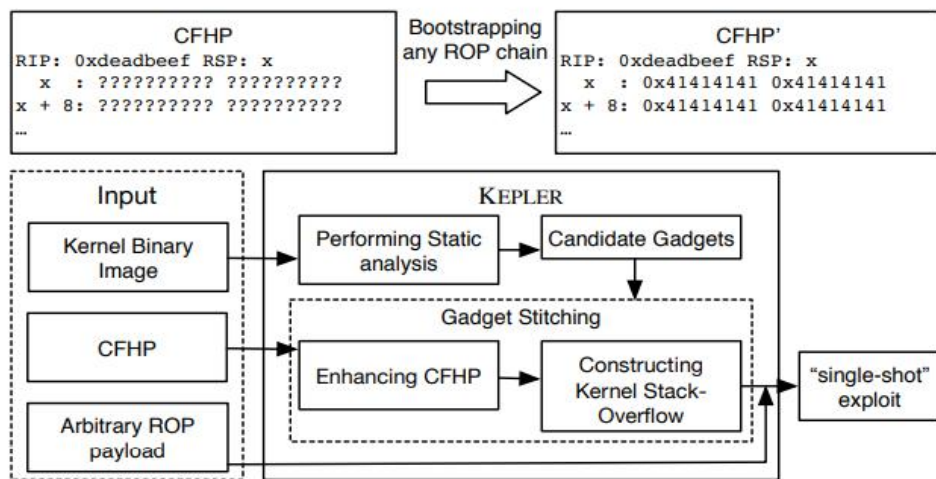 CFHP
RIP: 0xdeadbeef RSP: x
x : ?????????? ??????????
x + 8: ?????????? ??????????
…
Bootstrapping
any ROP chain
CFHP’
RIP: 0xdeadbeef RSP: x
x : 0x41414141 0x41414141
x + 8: 0x41414141 0x41414141
…
Input
Kernel Binary
Image
CFHP
Arbitrary ROP
payload
KEPLER
Performing Static
analysis
Candidate Gadgets
Gadget Stitching
Enhancing CFHP
Constructing
Kernel Stack-
Overflow
“single-shot”
exploit